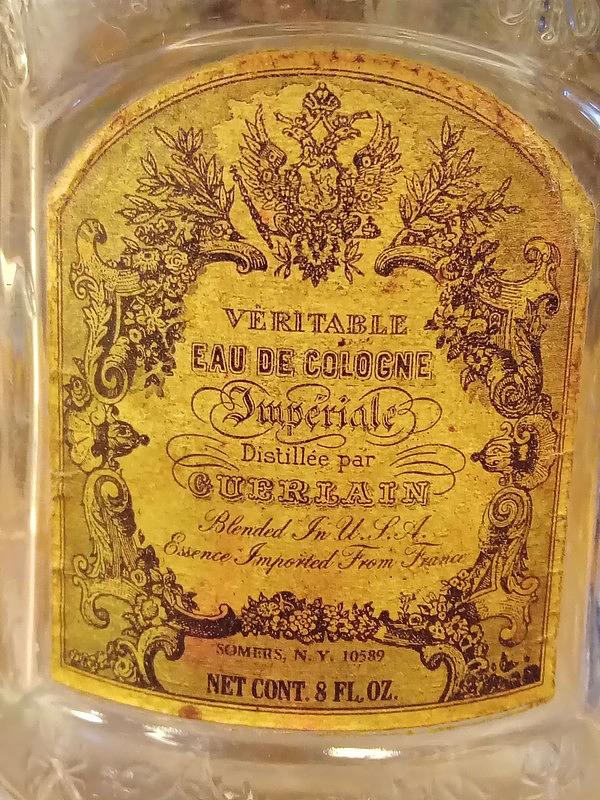 VÉRITABLE
EAU DE COLOGNE
Impériale
Distillée par
GUERLAIN
Blended In U.S.A.
Essence Imported From France
SOMERS, N.Y. 10589
NET CONT. 8 FL. OZ.